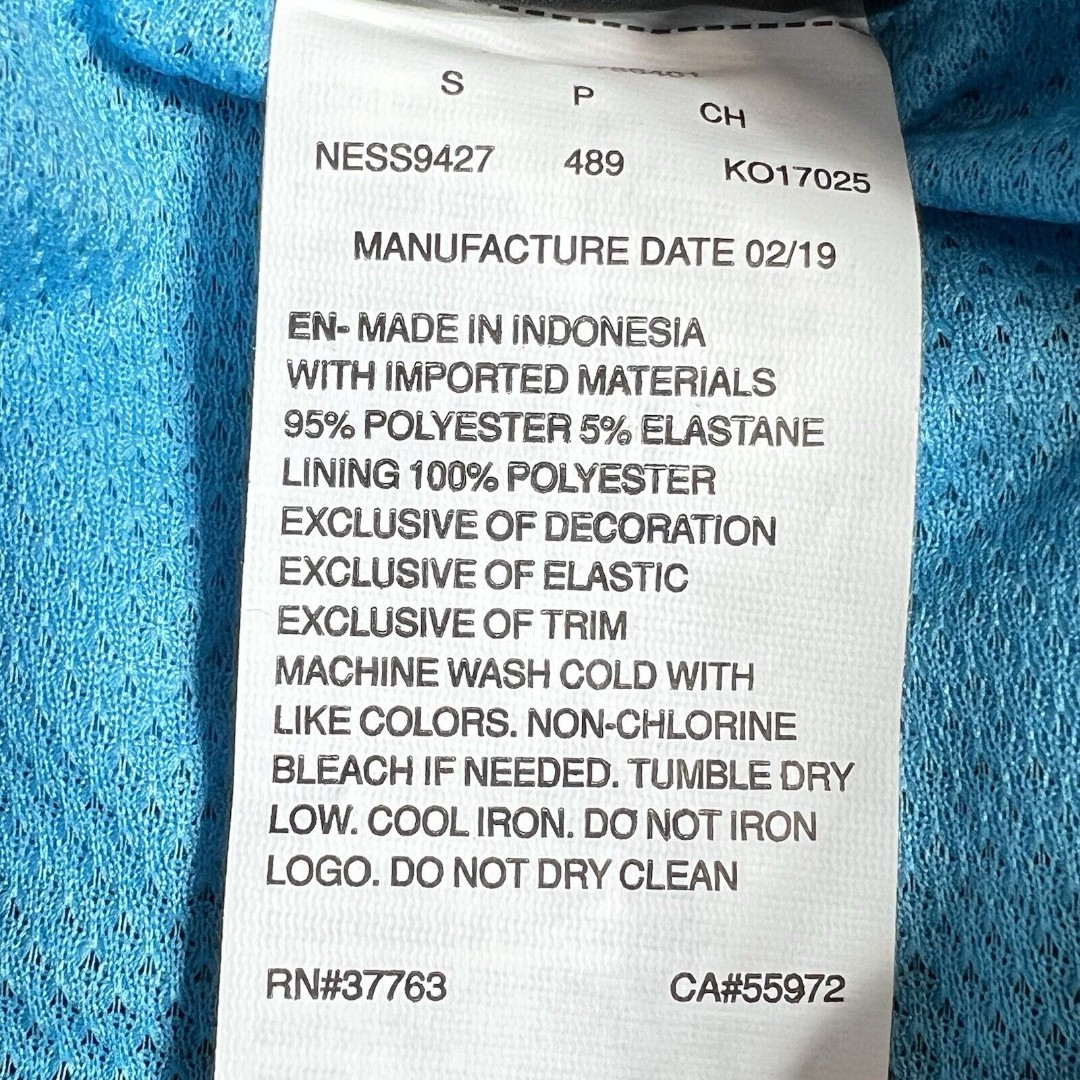 S P CH
NESS9427 489 KO17025
MANUFACTURE DATE 02/19
EN- MADE IN INDONESIA
WITH IMPORTED MATERIALS
95% POLYESTER 5% ELASTANE
LINING 100% POLYESTER
EXCLUSIVE OF DECORATION
EXCLUSIVE OF ELASTIC
EXCLUSIVE OF TRIM
MACHINE WASH COLD WITH
LIKE COLORS. NON-CHLORINE
BLEACH IF NEEDED. TUMBLE DRY
LOW. COOL IRON. DO NOT IRON
LOGO. DO NOT DRY CLEAN
RN#37763 CA#55972